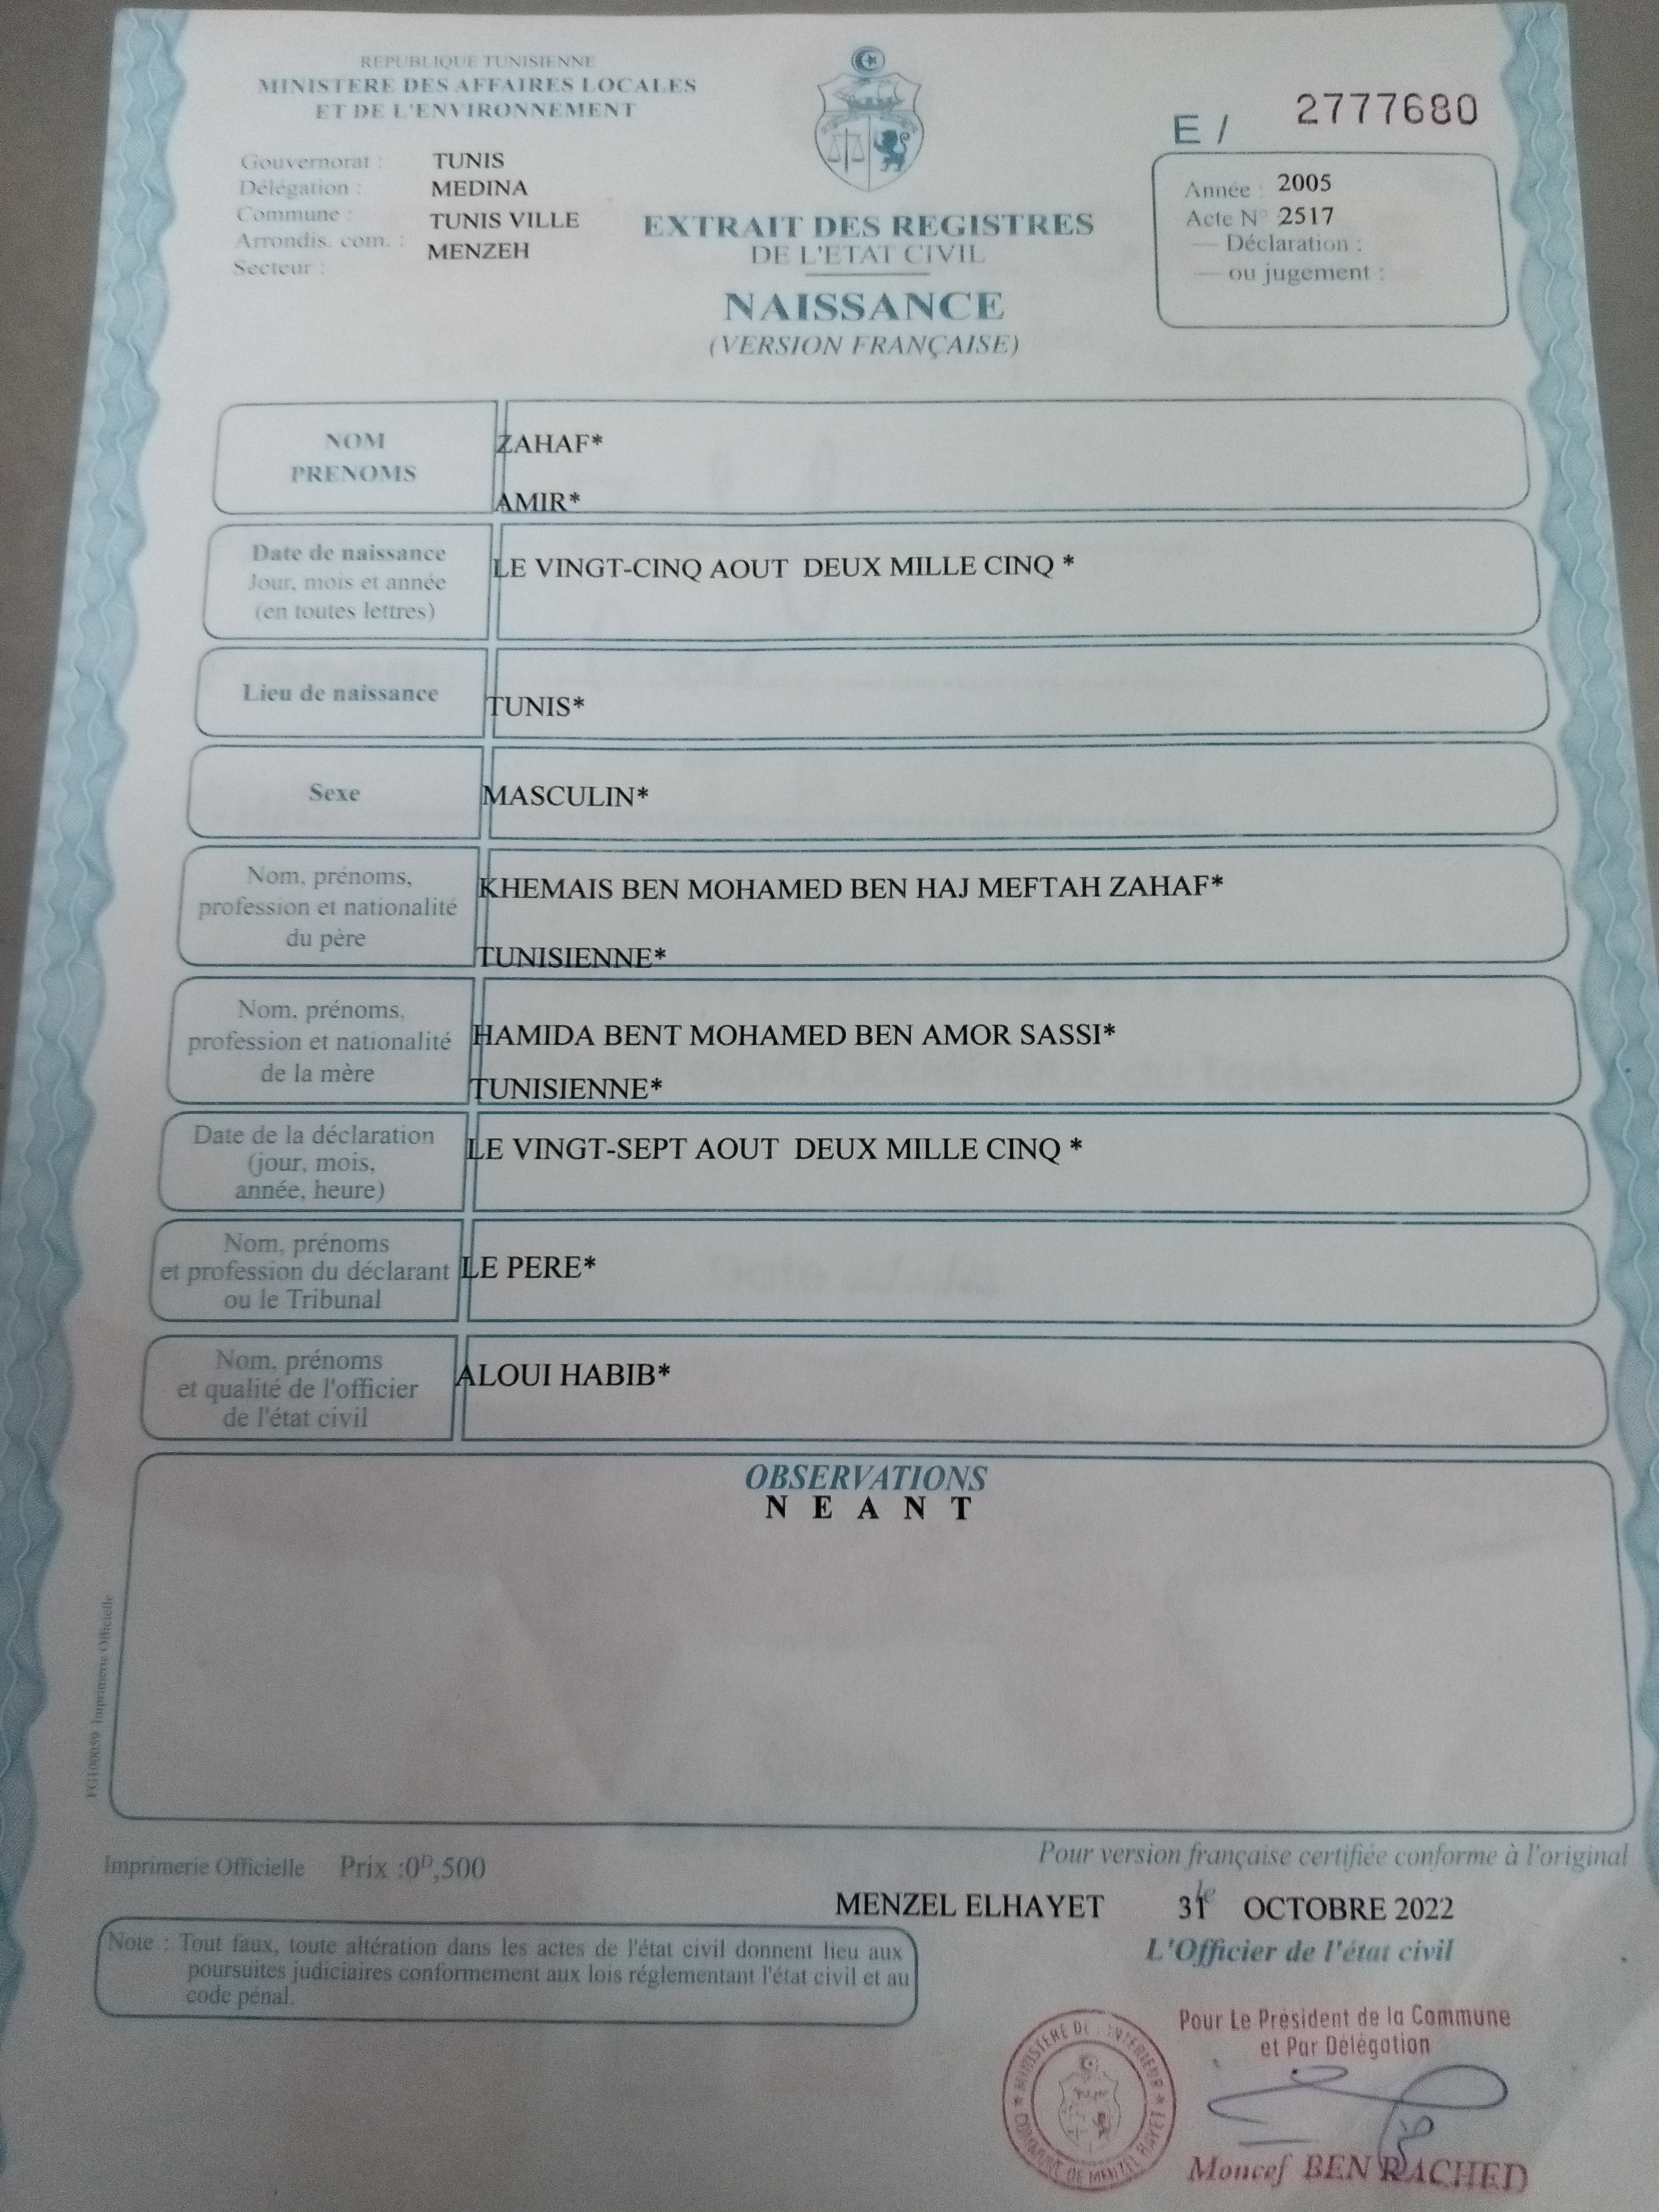 REPUBLIQUE TUNISIENNE
MINISTERE DES AFFAIRES LOCALES
ET DE L'ENVIRONNEMENT
Gouvernorat : TUNIS
Délégation : MEDINA
Commune : TUNIS VILLE
Arrondis. com. : MENZEH
Secteur :
EXTRAIT DES REGISTRES
DE L'ETAT CIVIL
NAISSANCE
(VERSION FRANÇAISE)
E / 2777680
Année : 2005
Acte N° 2517
— Déclaration :
— ou jugement :
NOM
PRENOMS
ZAHAF*
AMIR*
Date de naissance
Jour, mois et année
(en toutes lettres)
LE VINGT-CINQ AOUT DEUX MILLE CINQ *
Lieu de naissance
TUNIS*
Sexe
MASCULIN*
Nom, prénoms,
profession et nationalité
du père
KHEMAIS BEN MOHAMED BEN HAJ MEFTAH ZAHAF*
TUNISIENNE*
Nom, prénoms,
profession et nationalité
de la mère
HAMIDA BENT MOHAMED BEN AMOR SASSI*
TUNISIENNE*
Date de la déclaration
(jour, mois,
année, heure)
LE VINGT-SEPT AOUT DEUX MILLE CINQ *
Nom, prénoms
et profession du déclarant
ou le Tribunal
LE PERE*
Nom, prénoms
et qualité de l'officier
de l'état civil
ALOUI HABIB*
OBSERVATIONS
N E A N T
Imprimerie Officielle
Imprimerie Officielle Prix :0D,500
Pour version française certifiée conforme à l'original
MENZEL ELHAYET le 31 OCTOBRE 2022
L'Officier de l'état civil
Note : Tout faux, toute altération dans les actes de l'état civil donnent lieu aux
poursuites judiciaires conformement aux lois réglementant l'état civil et au
code pénal.
Pour Le Président de la Commune
et Par Délégation
MINISTERE DE L'INTERIEUR
COMMUNE DE MENZEL HAYET
Moncef BEN RACHED